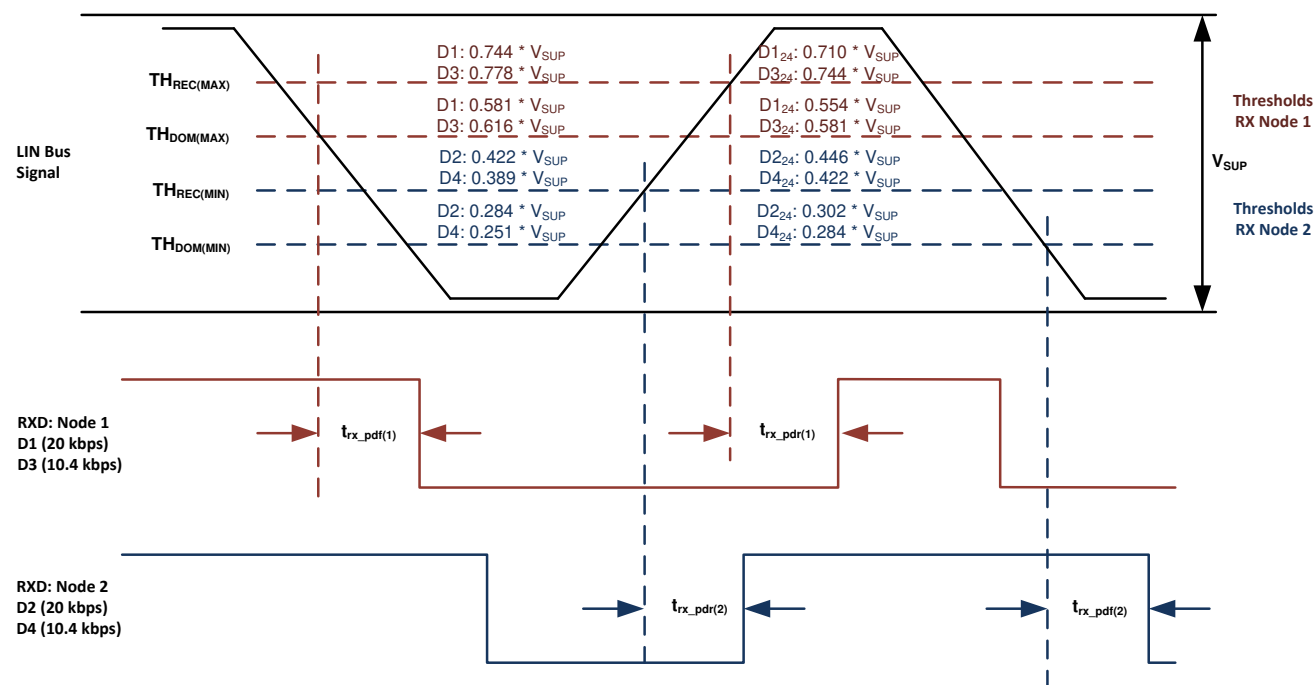 D1: 0.744 * VSUP
D3: 0.778 * VSUP
D124: 0.710 * VSUP
D324: 0.744 * VSUP
THREC(MAX)
D1: 0.581 * VSUP
D3: 0.616 * VSUP
D124: 0.554 * VSUP
D324: 0.581 * VSUP
THDOM(MAX)
Thresholds
RX Node 1
LIN Bus
Signal
D2: 0.422 * VSUP
D4: 0.389 * VSUP
D224: 0.446 * VSUP
D424: 0.422 * VSUP
VSUP
THREC(MIN)
D2: 0.284 * VSUP
D4: 0.251 * VSUP
D224: 0.302 * VSUP
D424: 0.284 * VSUP
THDOM(MIN)
Thresholds
RX Node 2
RXD: Node 1
D1 (20 kbps)
D3 (10.4 kbps)
trx_pdf(1)
trx_pdr(1)
RXD: Node 2
D2 (20 kbps)
D4 (10.4 kbps)
trx_pdr(2)
trx_pdf(2)